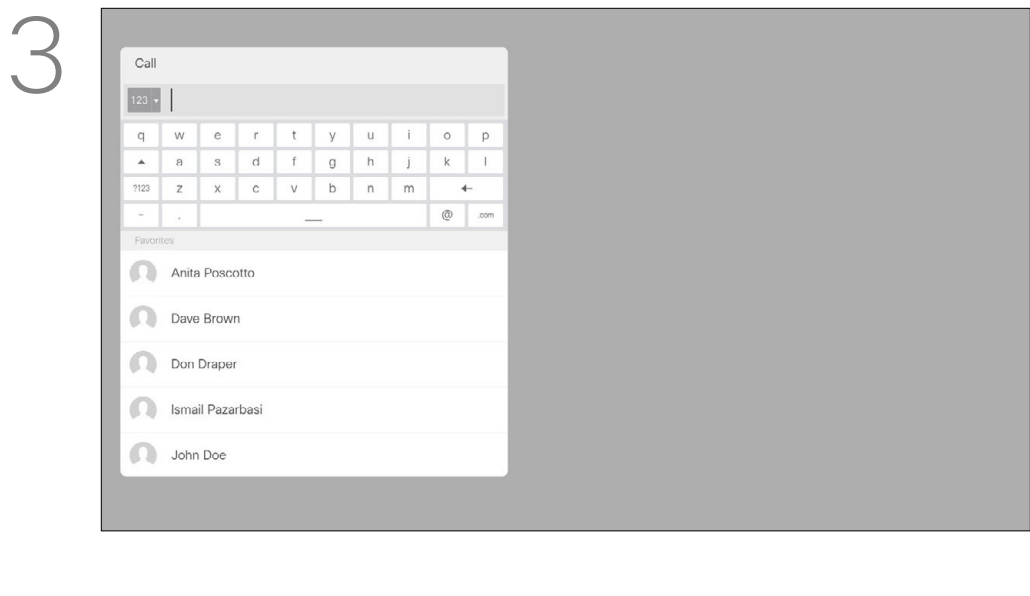 3
Call
123
q w e r t y u i o p
a s d f g h j k l
?123 z x c v b n m
- . @ .com
Favorites
Anita Poscotto
Dave Brown
Don Draper
Ismail Pazarbasi
John Doe